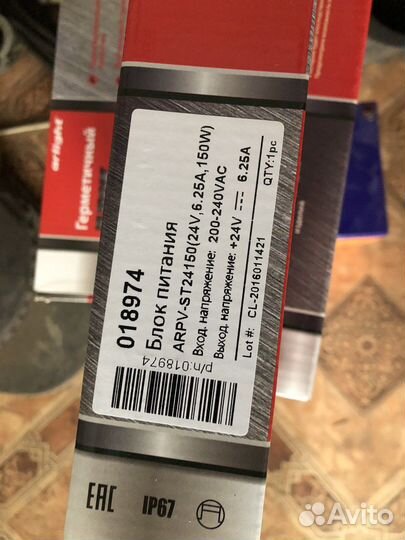 018974
Блок питания
ARPV-ST24150(24V,6.25A,150W)
Вход. напряжение: 200-240VAC
Выход. напряжение: +24V 6.25A
Lot #: CL-2016011421 QTY:1pc
p/n:018974
EAC IP67
arlight
Герметичный
Avito